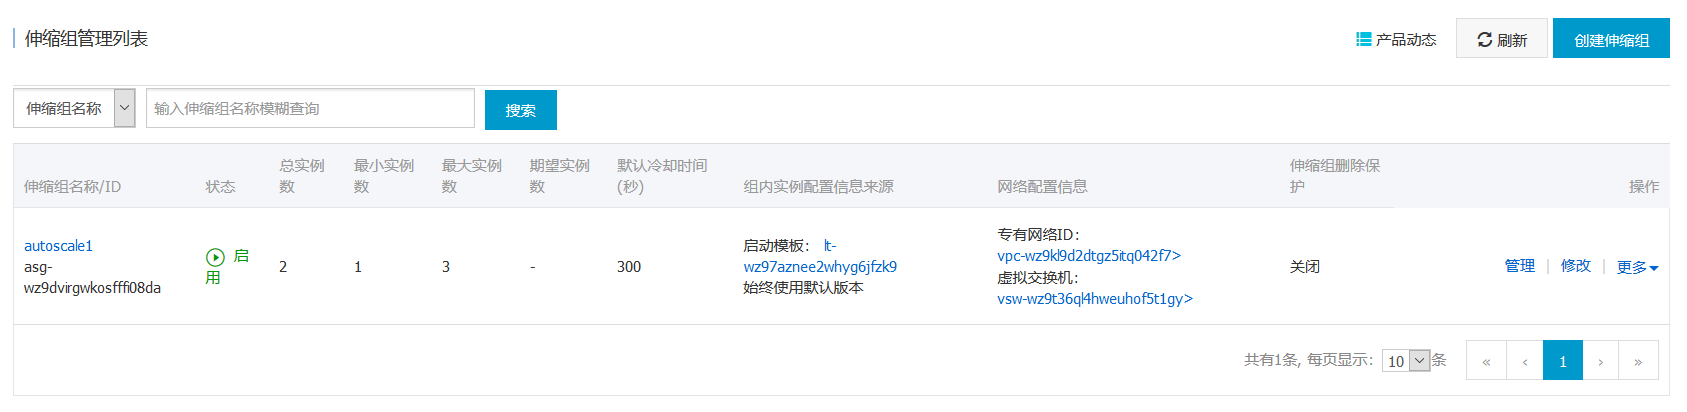 伸缩组管理列表
产品动态
刷新
创建伸缩组
伸缩组名称
输入伸缩组名称模糊查询
搜索
伸缩组名称/ID
状态
总实例
数
最小实例
数
最大实例
数
期望实例
数
默认冷却时间
(秒)
组内实例配置信息来源
网络配置信息
伸缩组删除保
护
操作
autoscale1
asg-
wz9dvirgwkosfffi08da
启
用
2
1
3
-
300
启动模板： lt-
wz97aznee2whyg6jfzk9
始终使用默认版本
专有网络ID：
vpc-wz9kl9d2dtgz5itq042f7>
虚拟交换机：
vsw-wz9t36ql4hweuhof5t1gy>
关闭
管理 | 修改 | 更多
共有1条, 每页显示： 10 条
« ‹ 1 › »